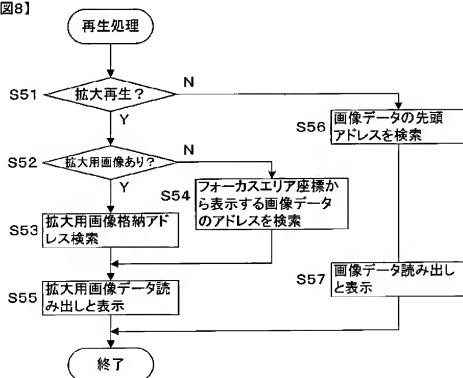 図8】
再生処理
S51
拡大再生？
N
Y
S56
画像データの先頭
アドレスを検索
S52
拡大用画像あり？
N
Y
S54
フォーカスエリア座標か
ら表示する画像データ
のアドレスを検索
S53
拡大用画像格納アド
レス検索
S57
画像データ読み出し
と表示
S55
拡大用画像データ読
み出しと表示
終了